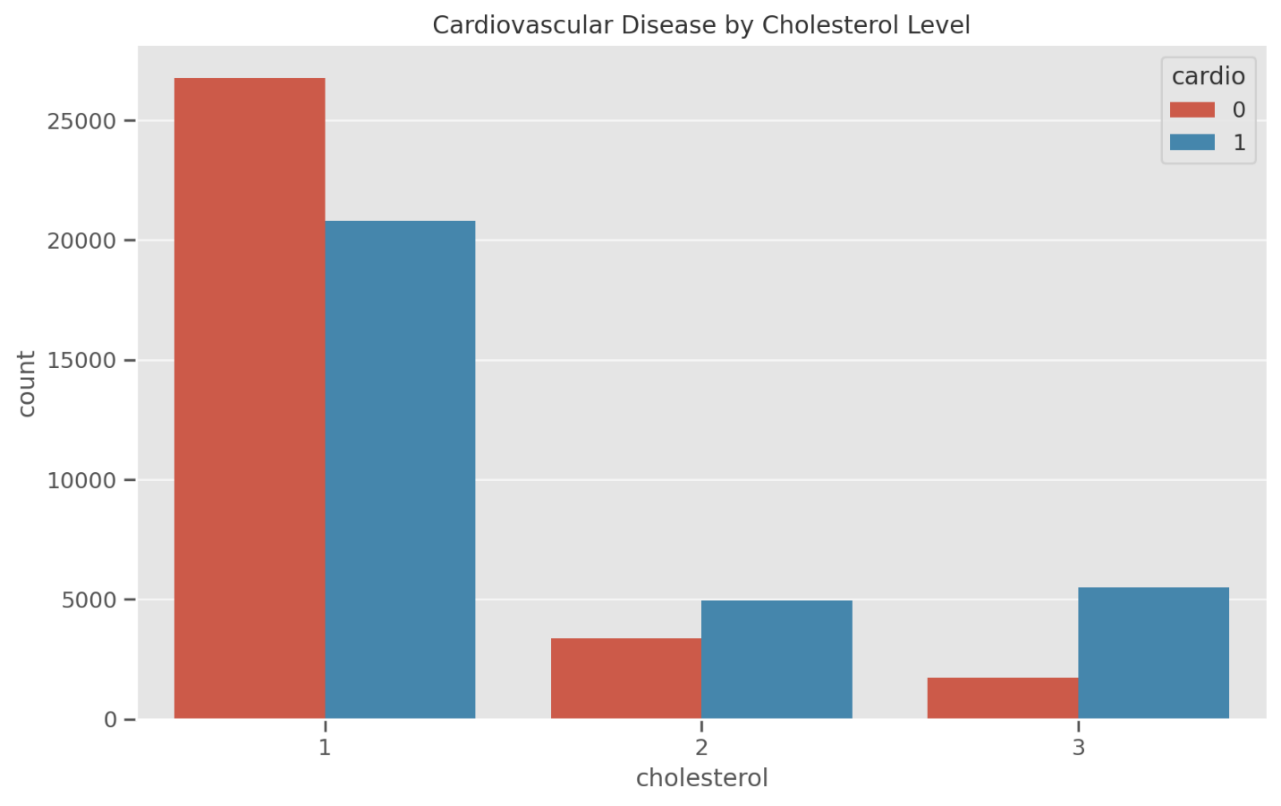 Cardiovascular Disease by Cholesterol Level
cardio
0
1
25000
20000
15000
10000
5000
0
count
1
2
3
cholesterol